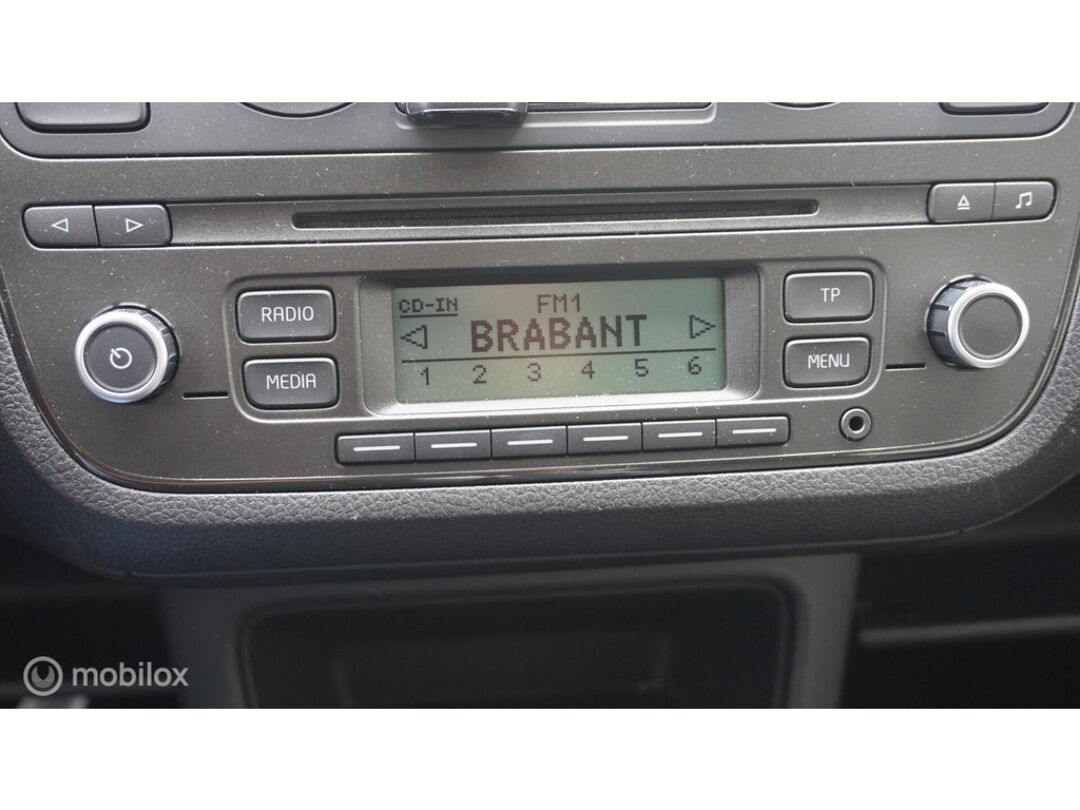 RADIO
MEDIA
CD-IN FM1
BRABANT
1 2 3 4 5 6
TP
MENU
mobilox